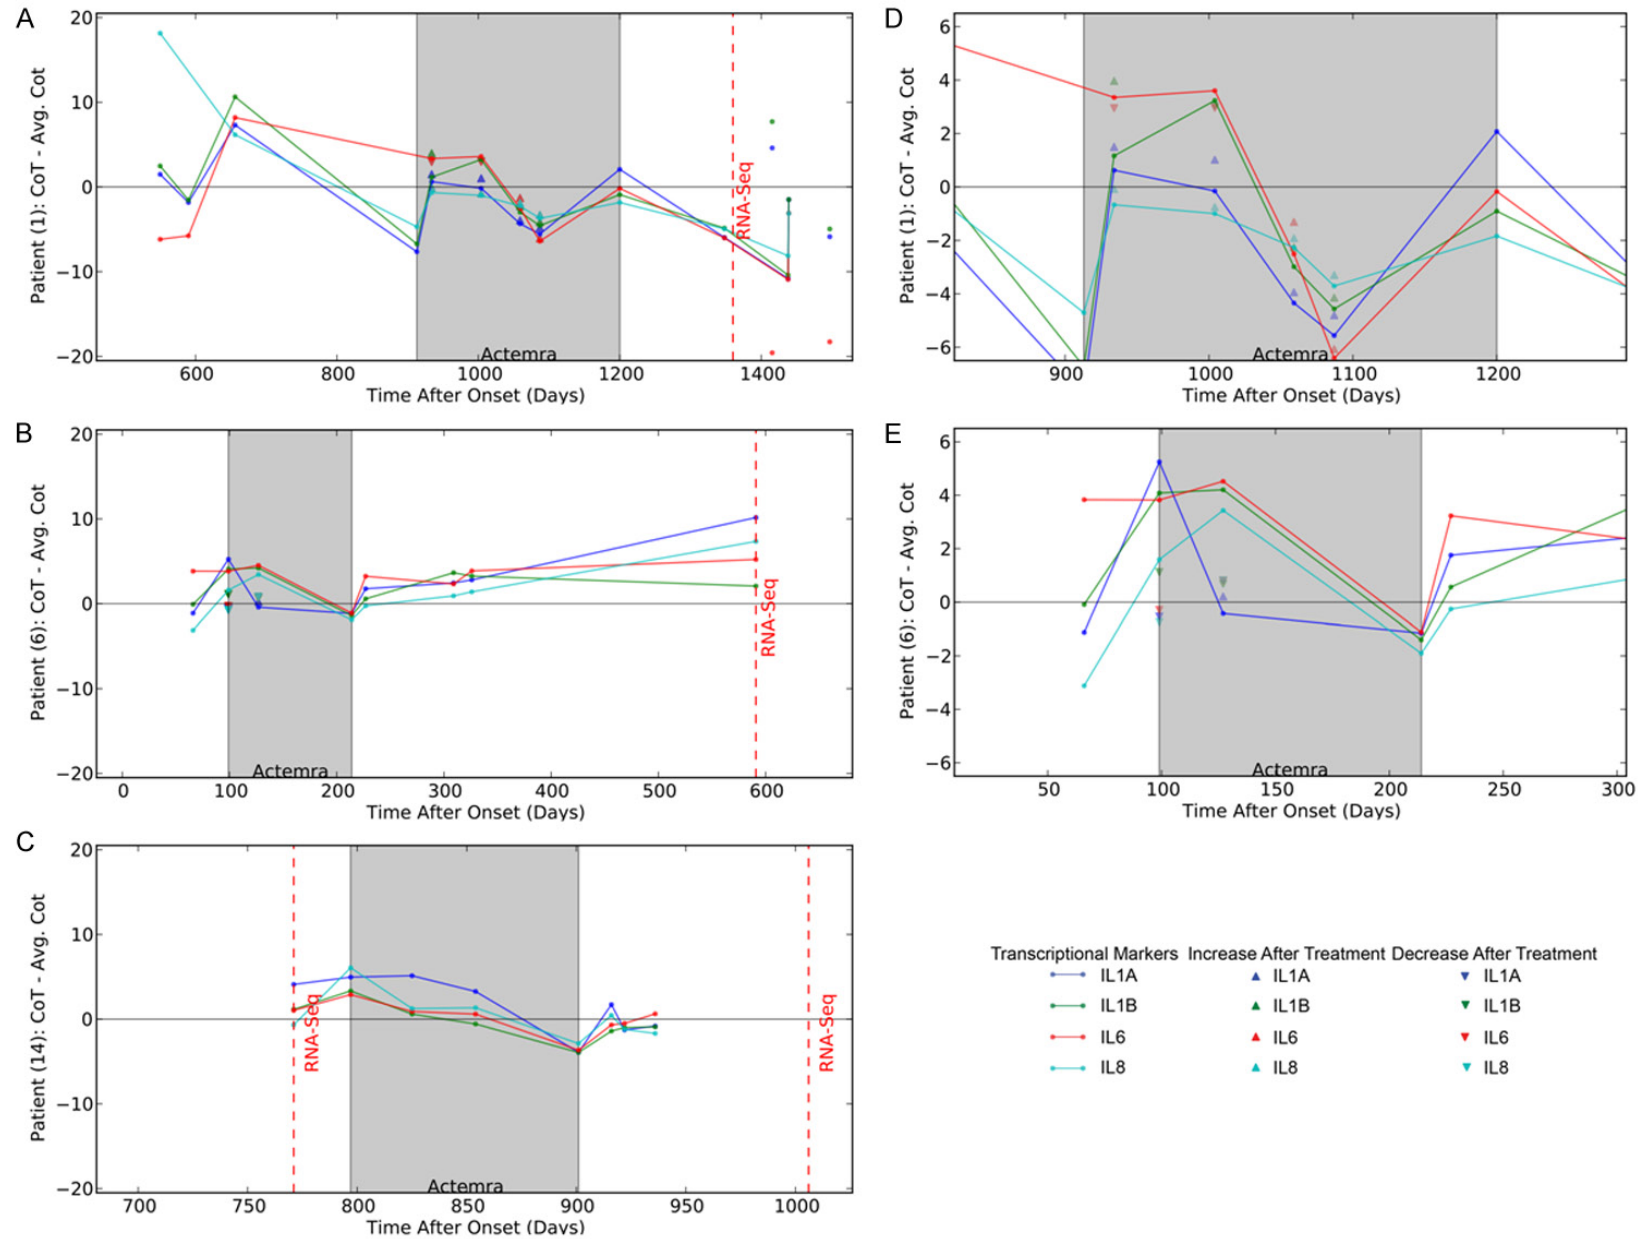 A
20
10
0
−10
−20
Patient (1): CoT - Avg. Cot
RNA-Seq
Actemra
600 800 1000 1200 1400
Time After Onset (Days)
D
6
4
2
0
−2
−4
−6
Patient (1): CoT - Avg. Cot
Actemra
900 1000 1100 1200
Time After Onset (Days)
B
20
10
0
−10
−20
Patient (6): CoT - Avg. Cot
RNA-Seq
Actemra
0 100 200 300 400 500 600
Time After Onset (Days)
E
6
4
2
0
−2
−4
−6
Patient (6): CoT - Avg. Cot
Actemra
50 100 150 200 250 300
Time After Onset (Days)
C
20
10
0
−10
−20
Patient (14): CoT - Avg. Cot
RNA-Seq
RNA-Seq
Actemra
700 750 800 850 900 950 1000
Time After Onset (Days)
Transcriptional Markers Increase After Treatment Decrease After Treatment
IL1A IL1A IL1A
IL1B IL1B IL1B
IL6 IL6 IL6
IL8 IL8 IL8